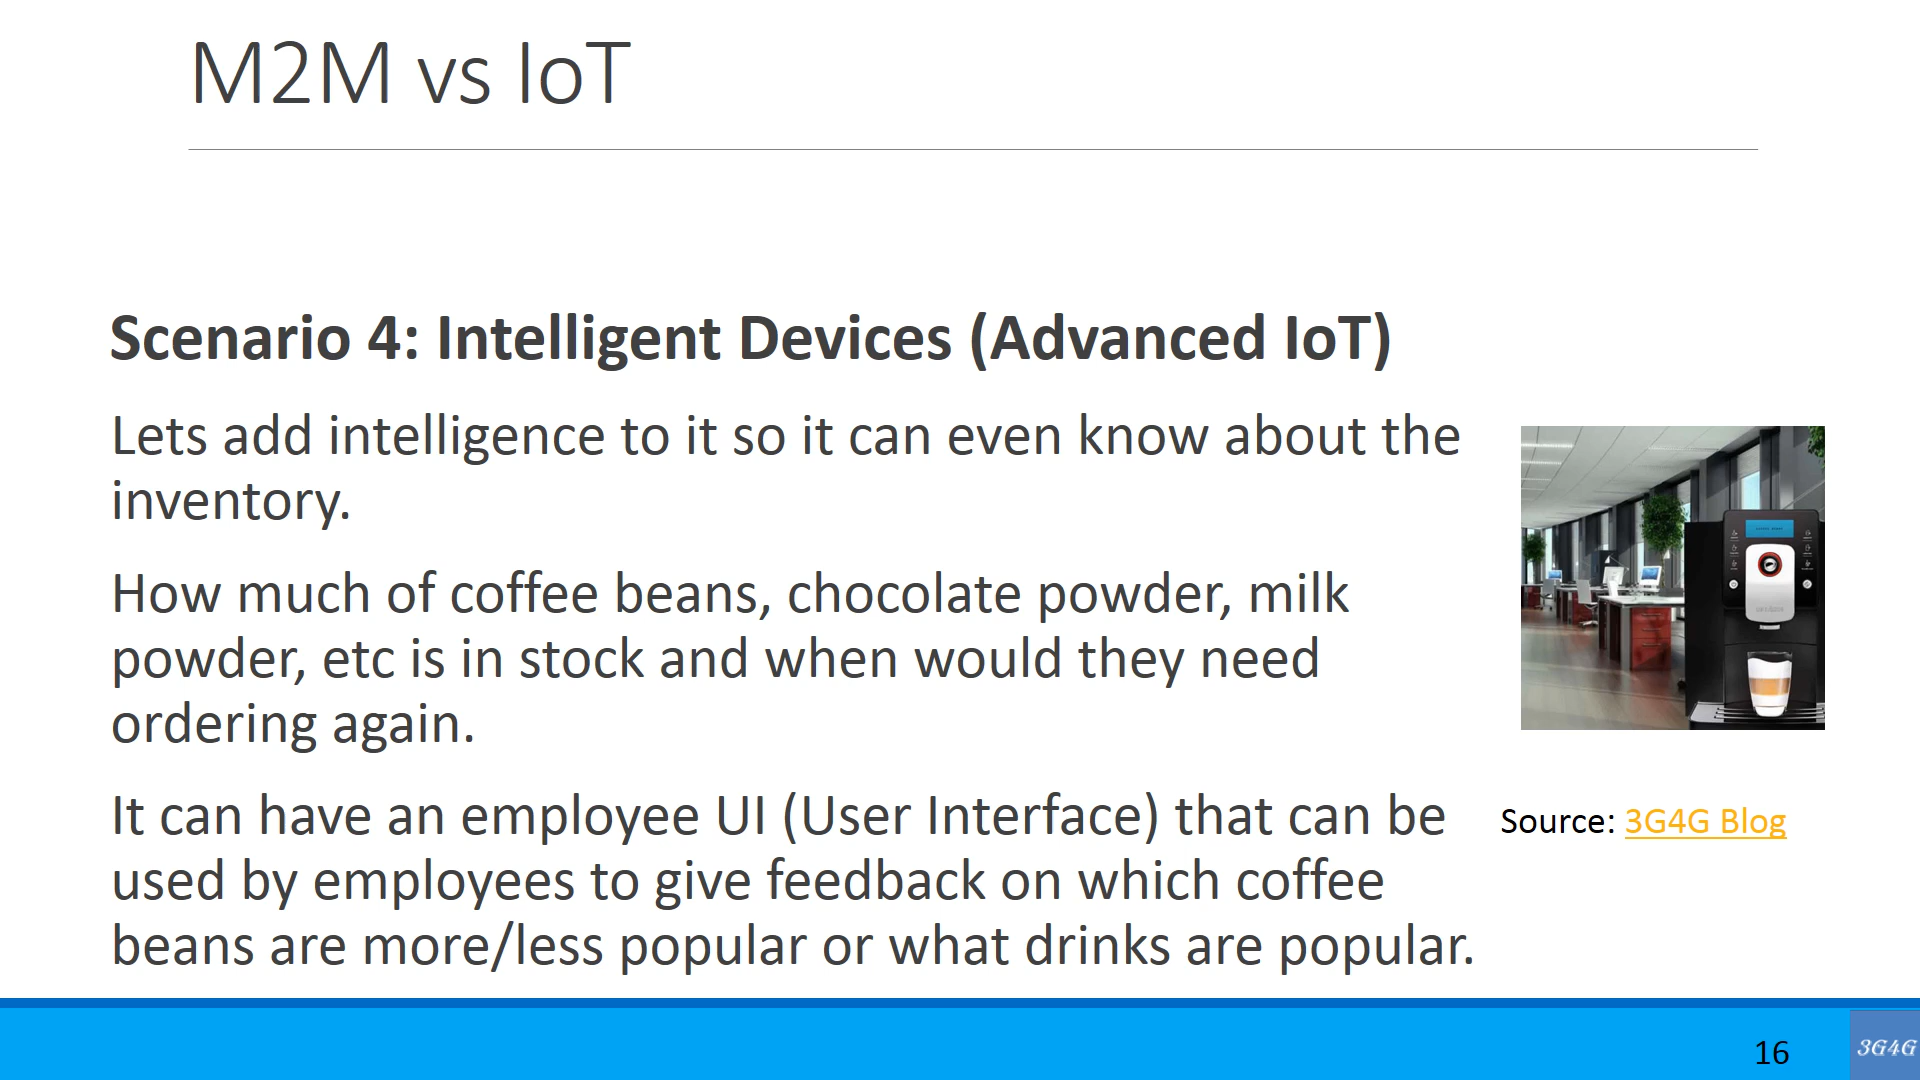 M2M vs IoT
Scenario 4: Intelligent Devices (Advanced IoT)
Lets add intelligence to it so it can even know about the
inventory.
How much of coffee beans, chocolate powder, milk
powder, etc is in stock and when would they need
ordering again.
It can have an employee UI (User Interface) that can be
used by employees to give feedback on which coffee
beans are more/less popular or what drinks are popular.
Source: 3G4G Blog
16
3G4G